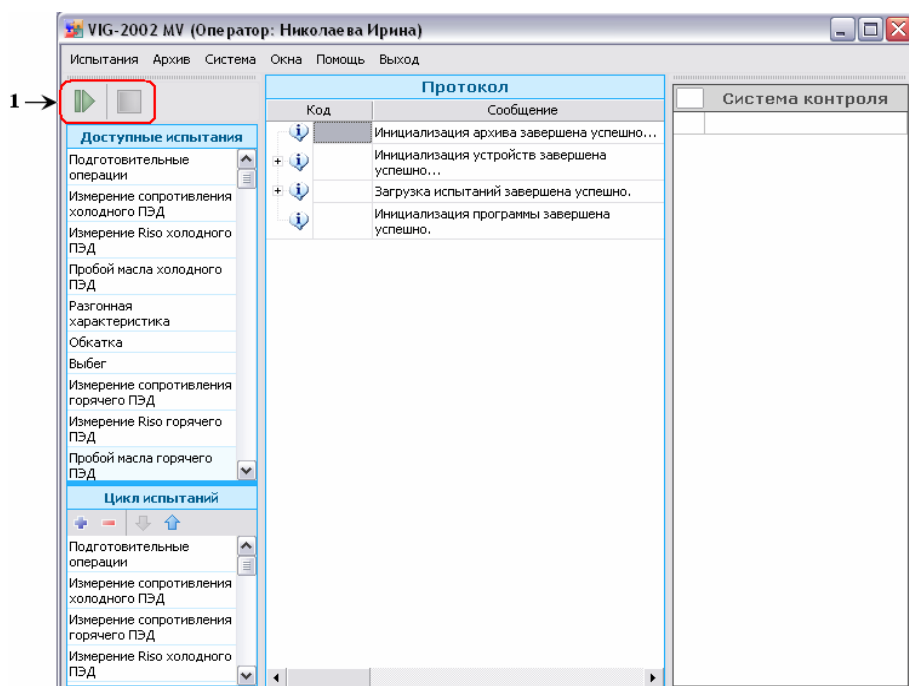 VIG-2002 MV (Оператор: Николаева Ирина)
Испытания Архив Система Окна Помощь Выход
1
Протокол
Код Сообщение
Инициализация архива завершена успешно...
Инициализация устройств завершена
успешно...
Загрузка испытаний завершена успешно.
Инициализация программы завершена
успешно.
Система контроля
Доступные испытания
Подготовительные
операции
Измерение сопротивления
холодного ПЭД
Измерение Riso холодного
ПЭД
Пробой масла холодного
ПЭД
Разгонная
характеристика
Обкатка
Выбег
Измерение сопротивления
горячего ПЭД
Измерение Riso горячего
ПЭД
Пробой масла горячего
ПЭД
Цикл испытаний
Подготовительные
операции
Измерение сопротивления
холодного ПЭД
Измерение сопротивления
горячего ПЭД
Измерение Riso холодного
ПЭД